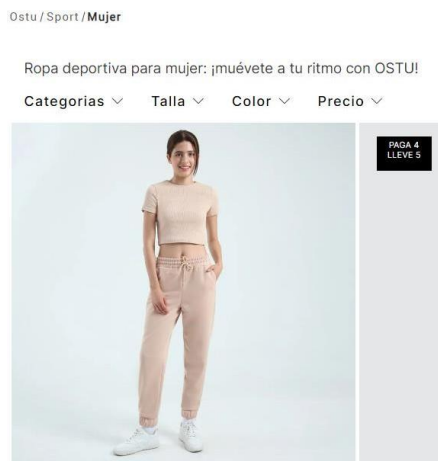 Ostu / Sport / Mujer
Ropa deportiva para mujer: ¡muévete a tu ritmo con OSTU!
Categorias Talla Color Precio
PAGA 4
LLEVE 5